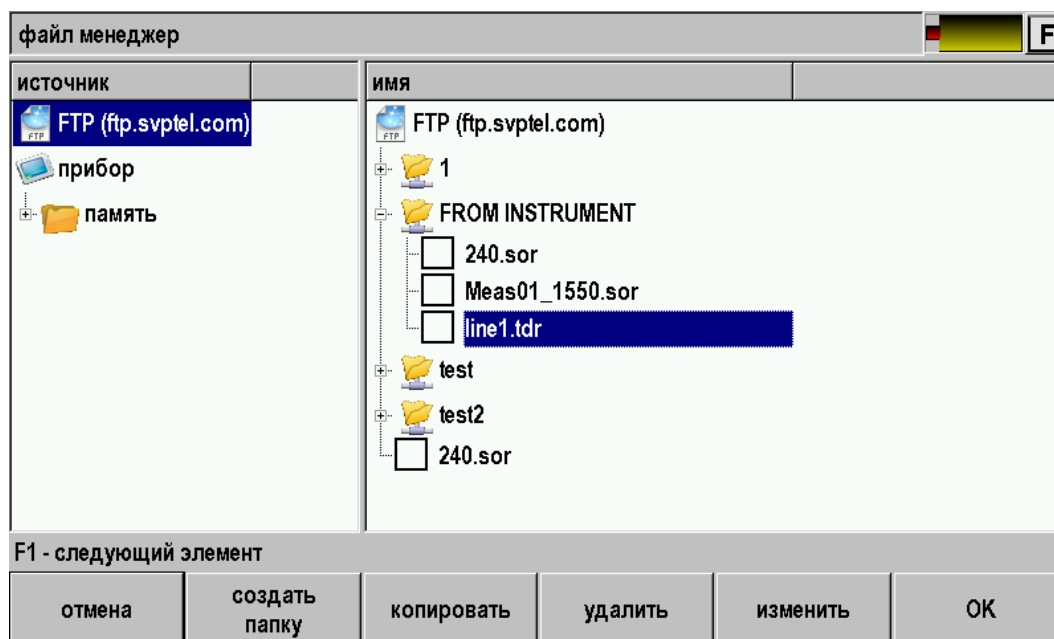 файл менеджер
F
источник
имя
FTP (ftp.svptel.com)
прибор
память
FTP (ftp.svptel.com)
1
FROM INSTRUMENT
240.sor
Meas01_1550.sor
line1.tdr
test
test2
240.sor
F1 - следующий элемент
отмена
создать
папку
копировать
удалить
изменить
OK